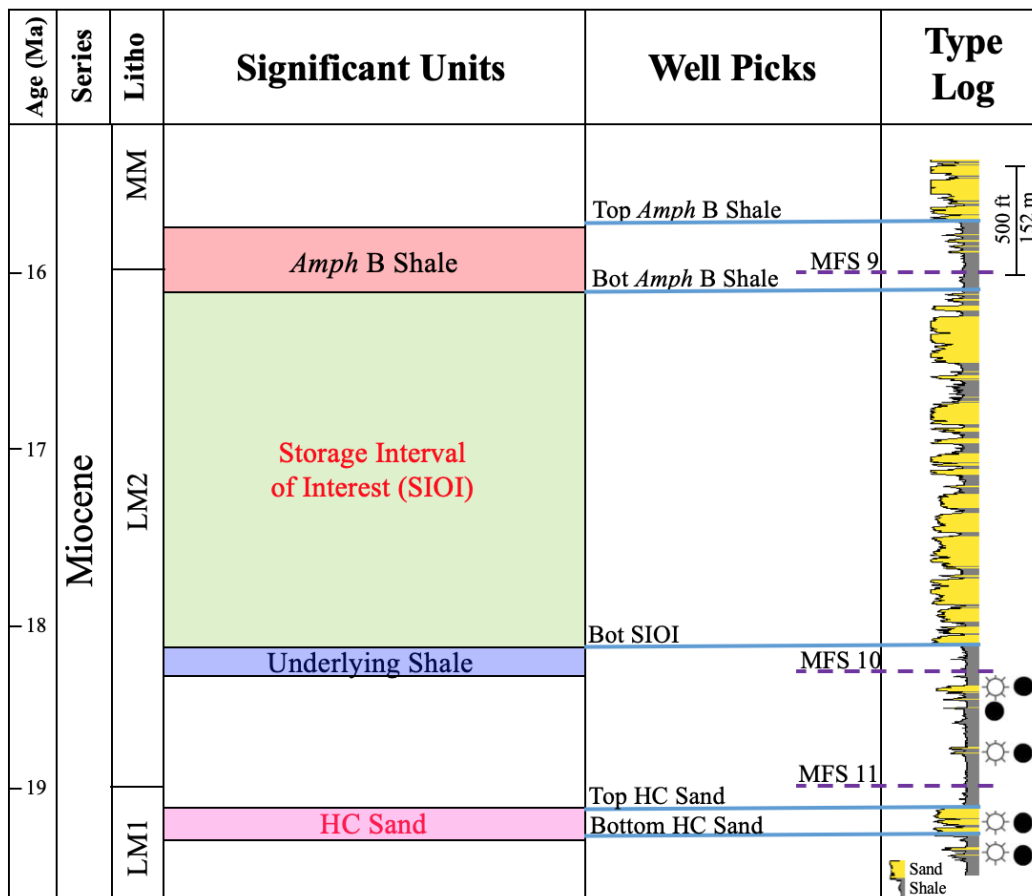 Age (Ma)
Series
Litho
Significant Units
Well Picks
Type
Log
MM
Top Amph B Shale
500 ft
152 m
Amph B Shale
MFS 9
16
Bot Amph B Shale
17
Storage Interval
of Interest (SIOI)
LM2
Miocene
18
Bot SIOI
Underlying Shale
MFS 10
MFS 11
19
Top HC Sand
HC Sand
Bottom HC Sand
LM1
Sand
Shale